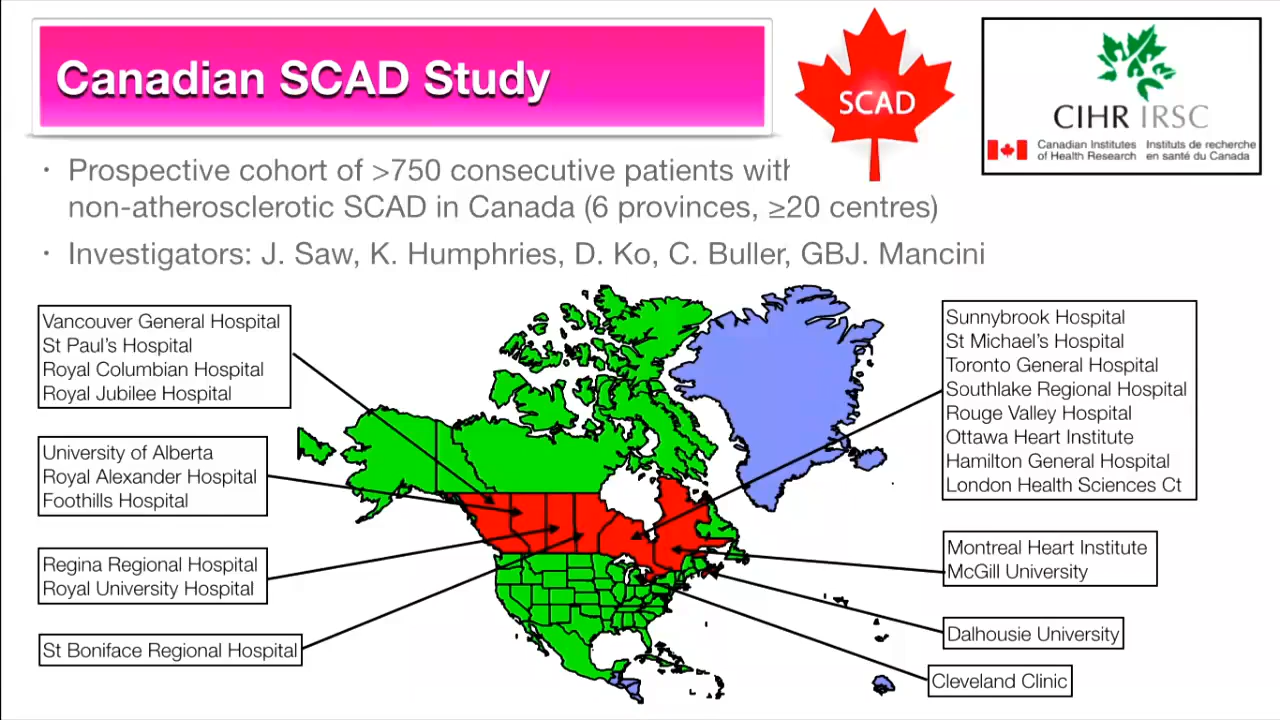 Canadian SCAD Study
SCAD
CIHR IRSC
Canadian Institutes of Health Research
Instituts de recherche en santé du Canada
· Prospective cohort of >750 consecutive patients with
non-atherosclerotic SCAD in Canada (6 provinces, ≥20 centres)
· Investigators: J. Saw, K. Humphries, D. Ko, C. Buller, GBJ. Mancini
Vancouver General Hospital
St Paul's Hospital
Royal Columbian Hospital
Royal Jubilee Hospital
University of Alberta
Royal Alexander Hospital
Foothills Hospital
Regina Regional Hospital
Royal University Hospital
St Boniface Regional Hospital
Sunnybrook Hospital
St Michael's Hospital
Toronto General Hospital
Southlake Regional Hospital
Rouge Valley Hospital
Ottawa Heart Institute
Hamilton General Hospital
London Health Sciences Ct
Montreal Heart Institute
McGill University
Dalhousie University
Cleveland Clinic